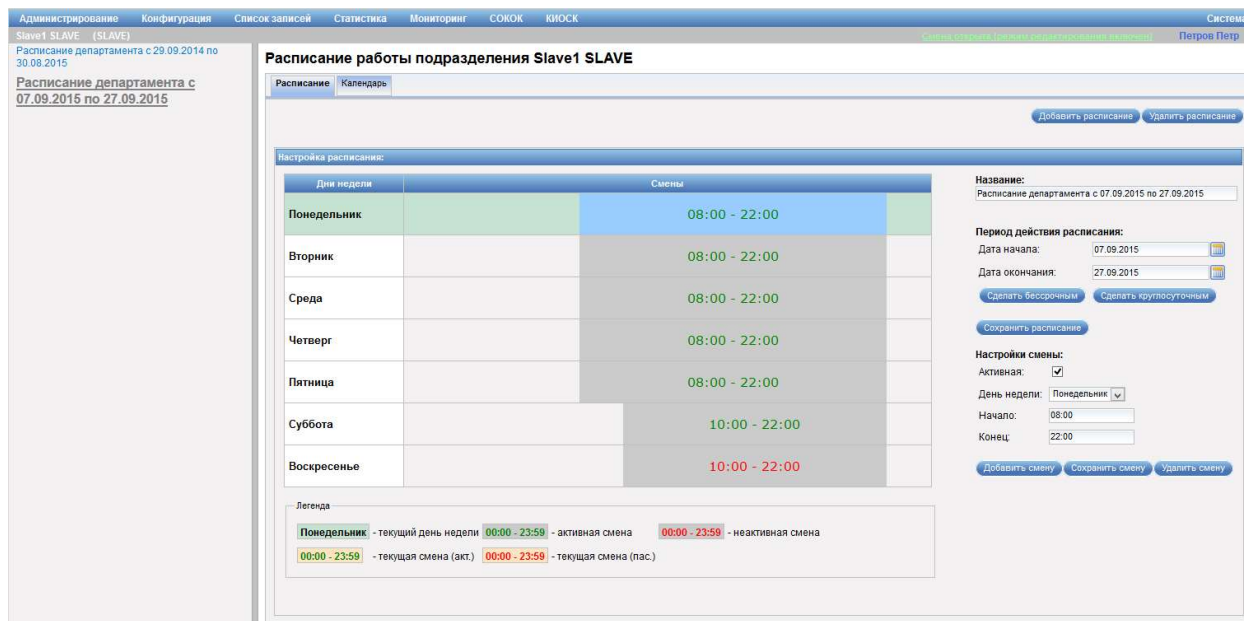 Администрирование Конфигурация Список записей Статистика Мониторинг СОКОК КИОСК Система
Slave1 SLAVE (SLAVE) Смена открыта (режим редактирования включен) Петров Петр
Расписание департамента с 29.09.2014 по
30.08.2015
Расписание департамента с
07.09.2015 по 27.09.2015
Расписание работы подразделения Slave1 SLAVE
Расписание Календарь
Добавить расписание Удалить расписание
Настройка расписания:
Дни недели Смены
Понедельник 08:00 - 22:00
Вторник 08:00 - 22:00
Среда 08:00 - 22:00
Четверг 08:00 - 22:00
Пятница 08:00 - 22:00
Суббота 10:00 - 22:00
Воскресенье 10:00 - 22:00
Легенда
Понедельник - текущий день недели 00:00 - 23:59 - активная смена 00:00 - 23:59 - неактивная смена
00:00 - 23:59 - текущая смена (акт.) 00:00 - 23:59 - текущая смена (пас.)
Название:
Расписание департамента с 07.09.2015 по 27.09.2015
Период действия расписания:
Дата начала: 07.09.2015
Дата окончания: 27.09.2015
Сделать бессрочным Сделать круглосуточным
Сохранить расписание
Настройки смены:
Активная:
День недели: Понедельник
Начало: 08:00
Конец: 22:00
Добавить смену Сохранить смену Удалить смену